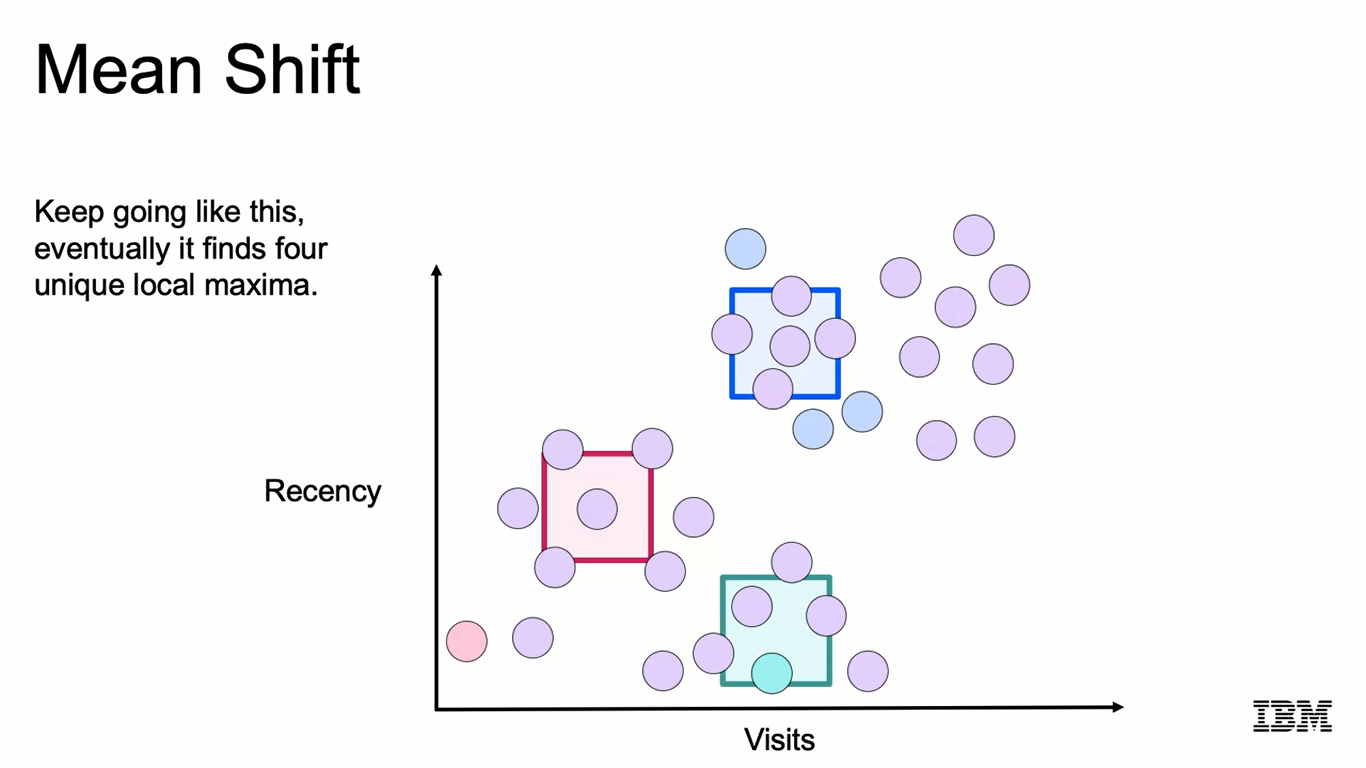 Mean Shift
Keep going like this,
eventually it finds four
unique local maxima.
Recency
Visits
IBM